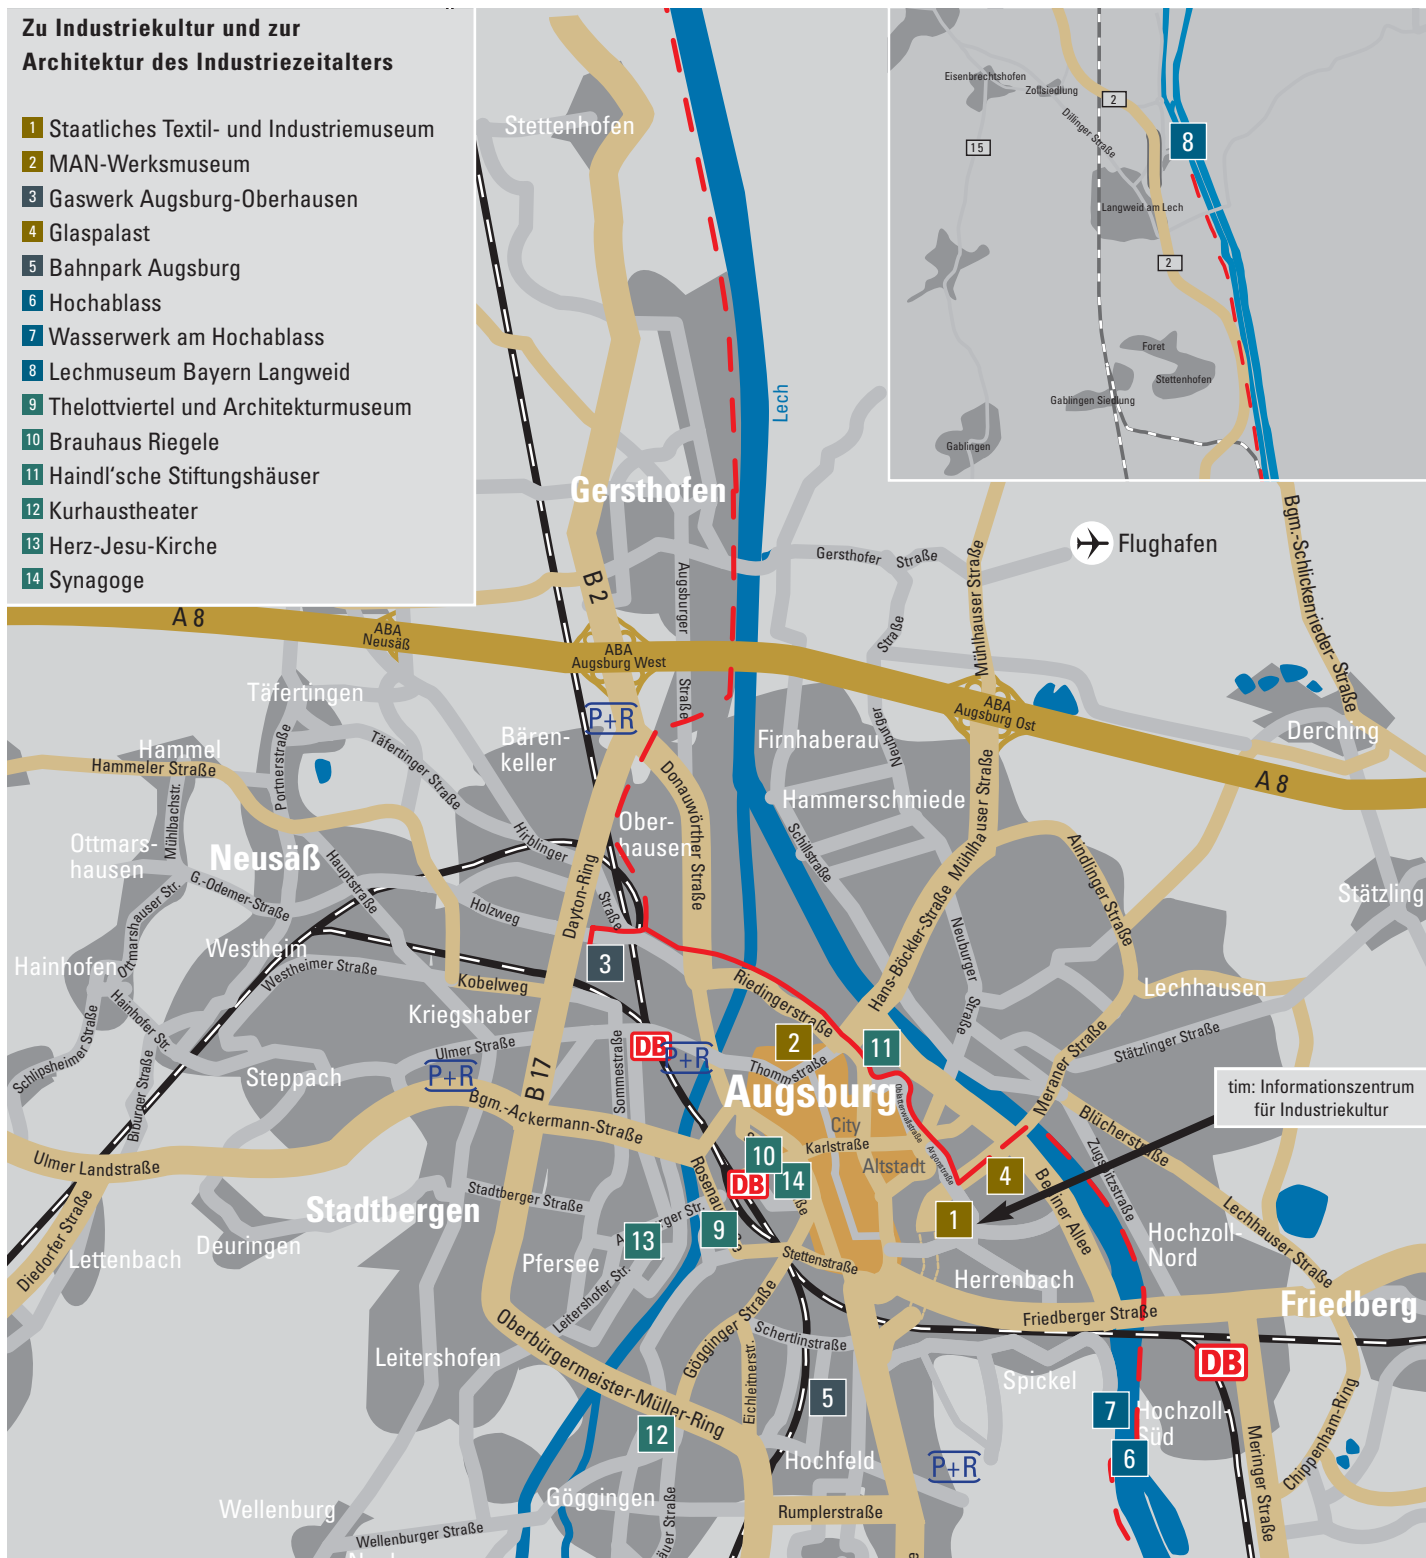 Zu Industriekultur und zur
Architektur des Industriezeitalters
1 Staatliches Textil- und Industriemuseum
2 MAN-Werksmuseum
3 Gaswerk Augsburg-Oberhausen
4 Glaspalast
5 Bahnpark Augsburg
6 Hochablass
7 Wasserwerk am Hochablass
8 Lechmuseum Bayern Langweid
9 Thelottviertel und Architekturmuseum
10 Brauhaus Riegele
11 Haindl‘sche Stiftungshäuser
12 Kurhaustheater
13 Herz-Jesu-Kirche
14 Synagoge
Eisenbrechtshofen
Zollsiedlung
2
Dillinger Straße
8
15
Langweid am Lech
2
Foret
Stettenhofen
Gablingen Siedlung
Gablingen
Stettenhofen
Lech
Gersthofen
Gersthofer Straße
Flughafen
Mühlhauser Straße
Bgm.-Schlickenrieder-Straße
B 2
Augsburger
Straße
A 8
ABA
Neusäß
ABA
Augsburg West
Straße
Neuburger
ABA
Augsburg Ost
A 8
Täfertingen
P+R
Bären-
keller
Firnhaberau
Derching
Hammel
Hammeler Straße
Portnerstraße
Täfertinger Straße
Donauwörther Straße
Mühlhauser Straße
Hammerschmiede
Mühlbachstr.
Ottmars-
hausen
Neusäß
Hirblinger
Straße
Ober-
hausen
Schillstraße
Aindlinger Straße
Stätzling
Hauptstraße
G.-Odemer-Straße
Ottmarshauser Str.
Holzweg
Dayton-Ring
Hans-Böckler-Straße
Neuburger
Straße
Hainhofen
Westheim
Westheimer Straße
Kobelweg
3
Riedingerstraße
Lechhausen
Hainhofer Str.
Schlipsheimer Straße
Kriegshaber
Ulmer Straße
Sommestraße
DB
P+R
2
11
Thommstraße
Meraner Straße
Stätzlinger Straße
Biburger Straße
Steppach
P+R
B 17
Bgm.-Ackermann-Straße
Augsburg
City
Karlstraße
Altstadt
Oblatterwallstraße
Argonstraße
tim: Informationszentrum
für Industriekultur
Blücherstraße
Zugspitzstraße
Ulmer Landstraße
Diedorfer Straße
Lettenbach
Deuringen
Stadtbergen
Stadtberger Straße
10
DB
14
4
1
Berliner Allee
Lechhauser Straße
Hochzoll-
Nord
Pfersee
13
9
Leitershofer Str.
Stettenstraße
Herrenbach
Friedberger Straße
Friedberg
Leitershofen
Oberbürgermeister-Müller-Ring
Gögginger Straße
Schertlinstraße
Eichleitnerstr.
5
Spickel
DB
7
Hochzoll-
Süd
6
Meringer Straße
Chippenham-Ring
12
Hochfeld
P+R
Wellenburg
Göggingen
Rumplerstraße
Wellenburger Straße